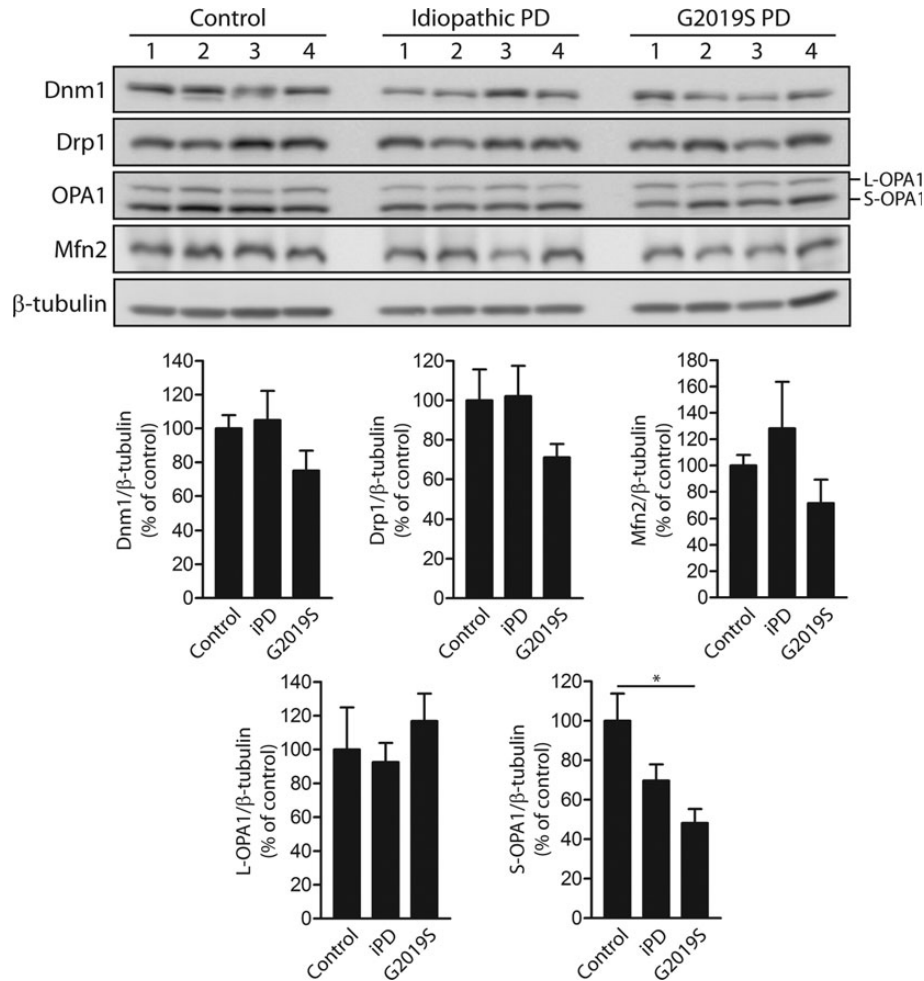 Control Idiopathic PD G2019S PD
1 2 3 4 1 2 3 4 1 2 3 4
Dnm1
Drp1
OPA1
L-OPA1
S-OPA1
Mfn2
β-tubulin
Dnm1/β-tubulin
(% of control)
140
120
100
80
60
40
20
0
Control
iPD
G2019S
Drp1/β-tubulin
(% of control)
120
100
80
60
40
20
0
Control
iPD
G2019S
Mfn2/β-tubulin
(% of control)
180
160
140
120
100
80
60
40
20
0
Control
iPD
G2019S
L-OPA1/β-tubulin
(% of control)
140
120
100
80
60
40
20
0
Control
iPD
G2019S
S-OPA1/β-tubulin
(% of control)
120
100
80
60
40
20
0
*
Control
iPD
G2019S